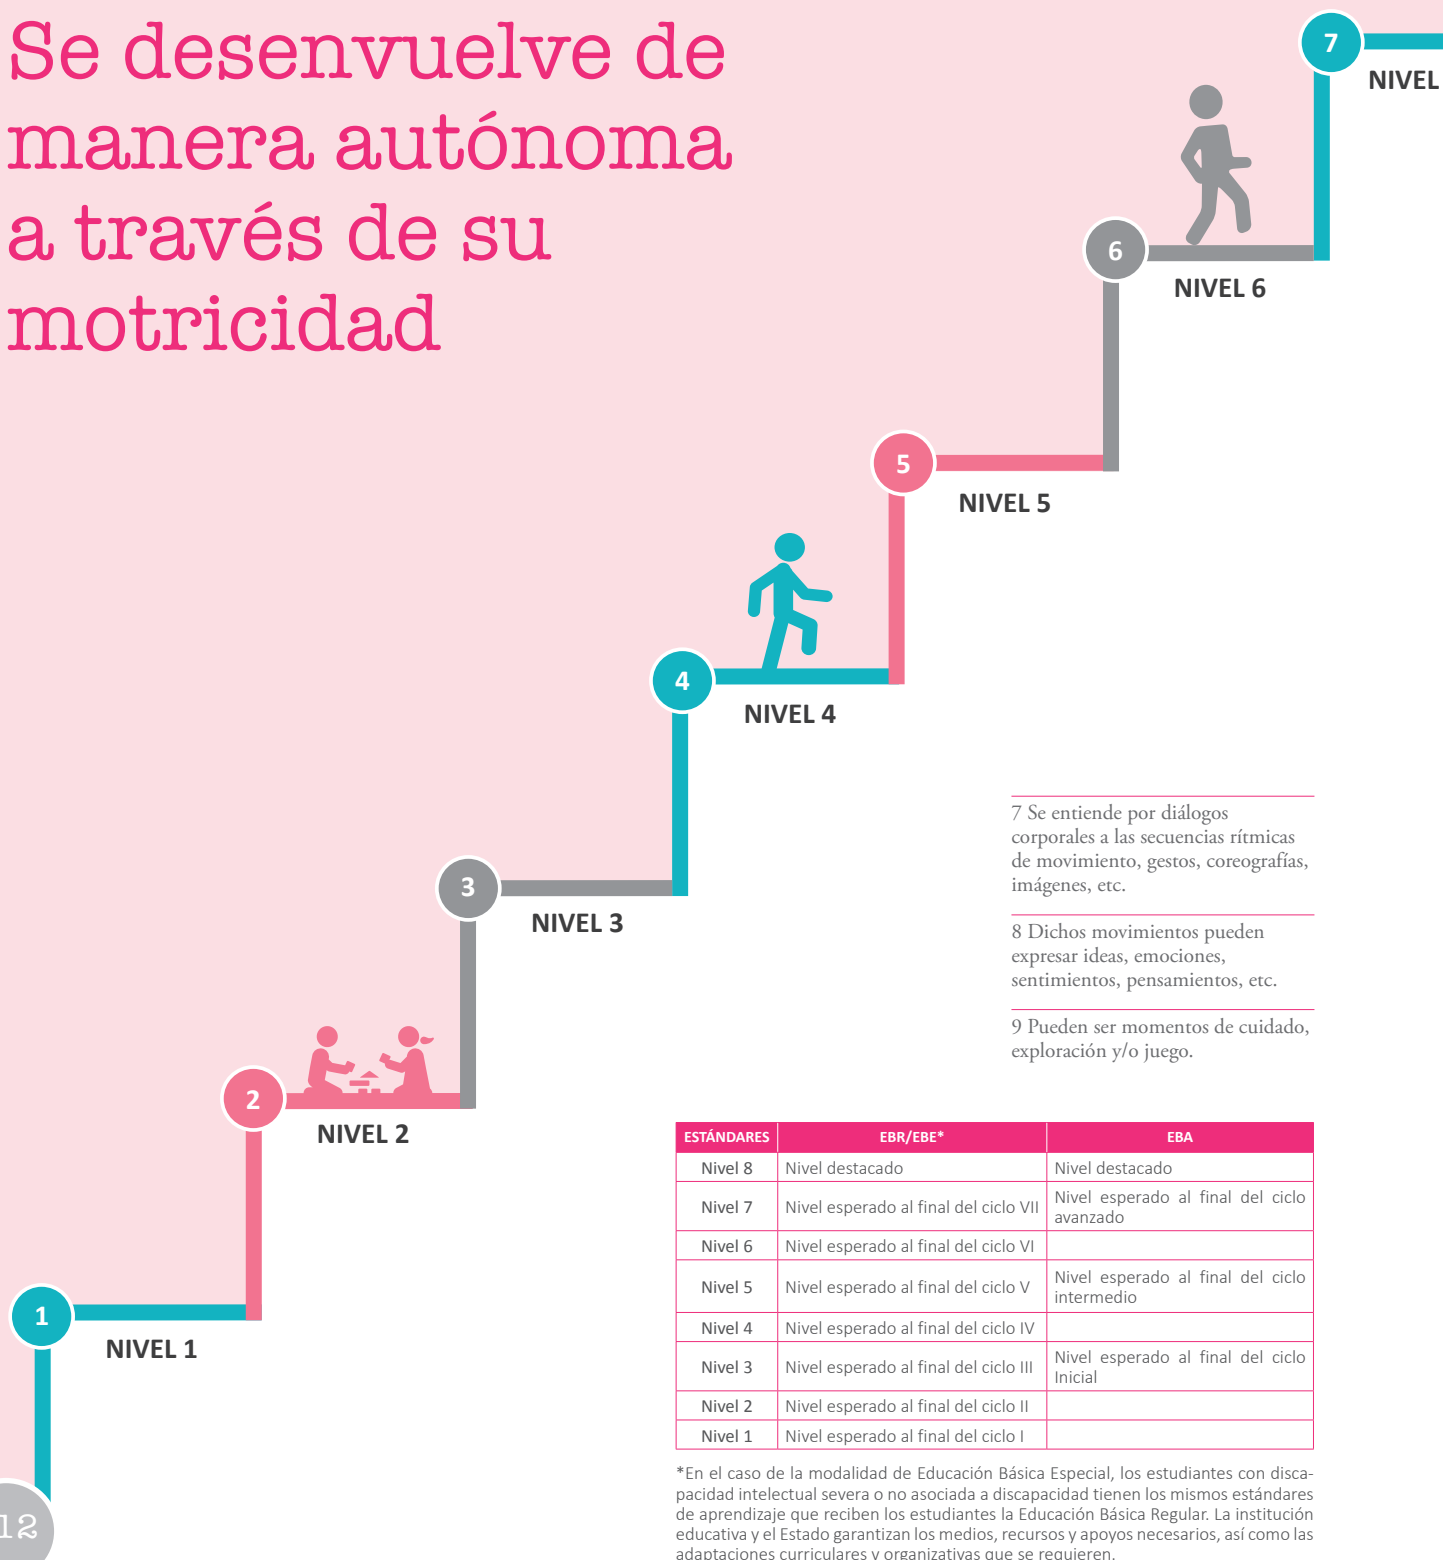 Se desenvuelve de
manera autónoma
a través de su
motricidad
7
NIVEL
6
NIVEL 6
5
NIVEL 5
4
NIVEL 4
3
NIVEL 3
2
NIVEL 2
1
NIVEL 1
7 Se entiende por diálogos
corporales a las secuencias rítmicas
de movimiento, gestos, coreografías,
imágenes, etc.
8 Dichos movimientos pueden
expresar ideas, emociones,
sentimientos, pensamientos, etc.
9 Pueden ser momentos de cuidado,
exploración y/o juego.
ESTÁNDARES EBR/EBE* EBA
Nivel 8 Nivel destacado Nivel destacado
Nivel 7 Nivel esperado al final del ciclo VII Nivel esperado al final del ciclo
avanzado
Nivel 6 Nivel esperado al final del ciclo VI
Nivel 5 Nivel esperado al final del ciclo V Nivel esperado al final del ciclo
intermedio
Nivel 4 Nivel esperado al final del ciclo IV
Nivel 3 Nivel esperado al final del ciclo III Nivel esperado al final del ciclo
Inicial
Nivel 2 Nivel esperado al final del ciclo II
Nivel 1 Nivel esperado al final del ciclo I
*En el caso de la modalidad de Educación Básica Especial, los estudiantes con disca-
pacidad intelectual severa o no asociada a discapacidad tienen los mismos estándares
de aprendizaje que reciben los estudiantes la Educación Básica Regular. La institución
educativa y el Estado garantizan los medios, recursos y apoyos necesarios, así como las
adaptaciones curriculares y organizativas que se requieren.
12